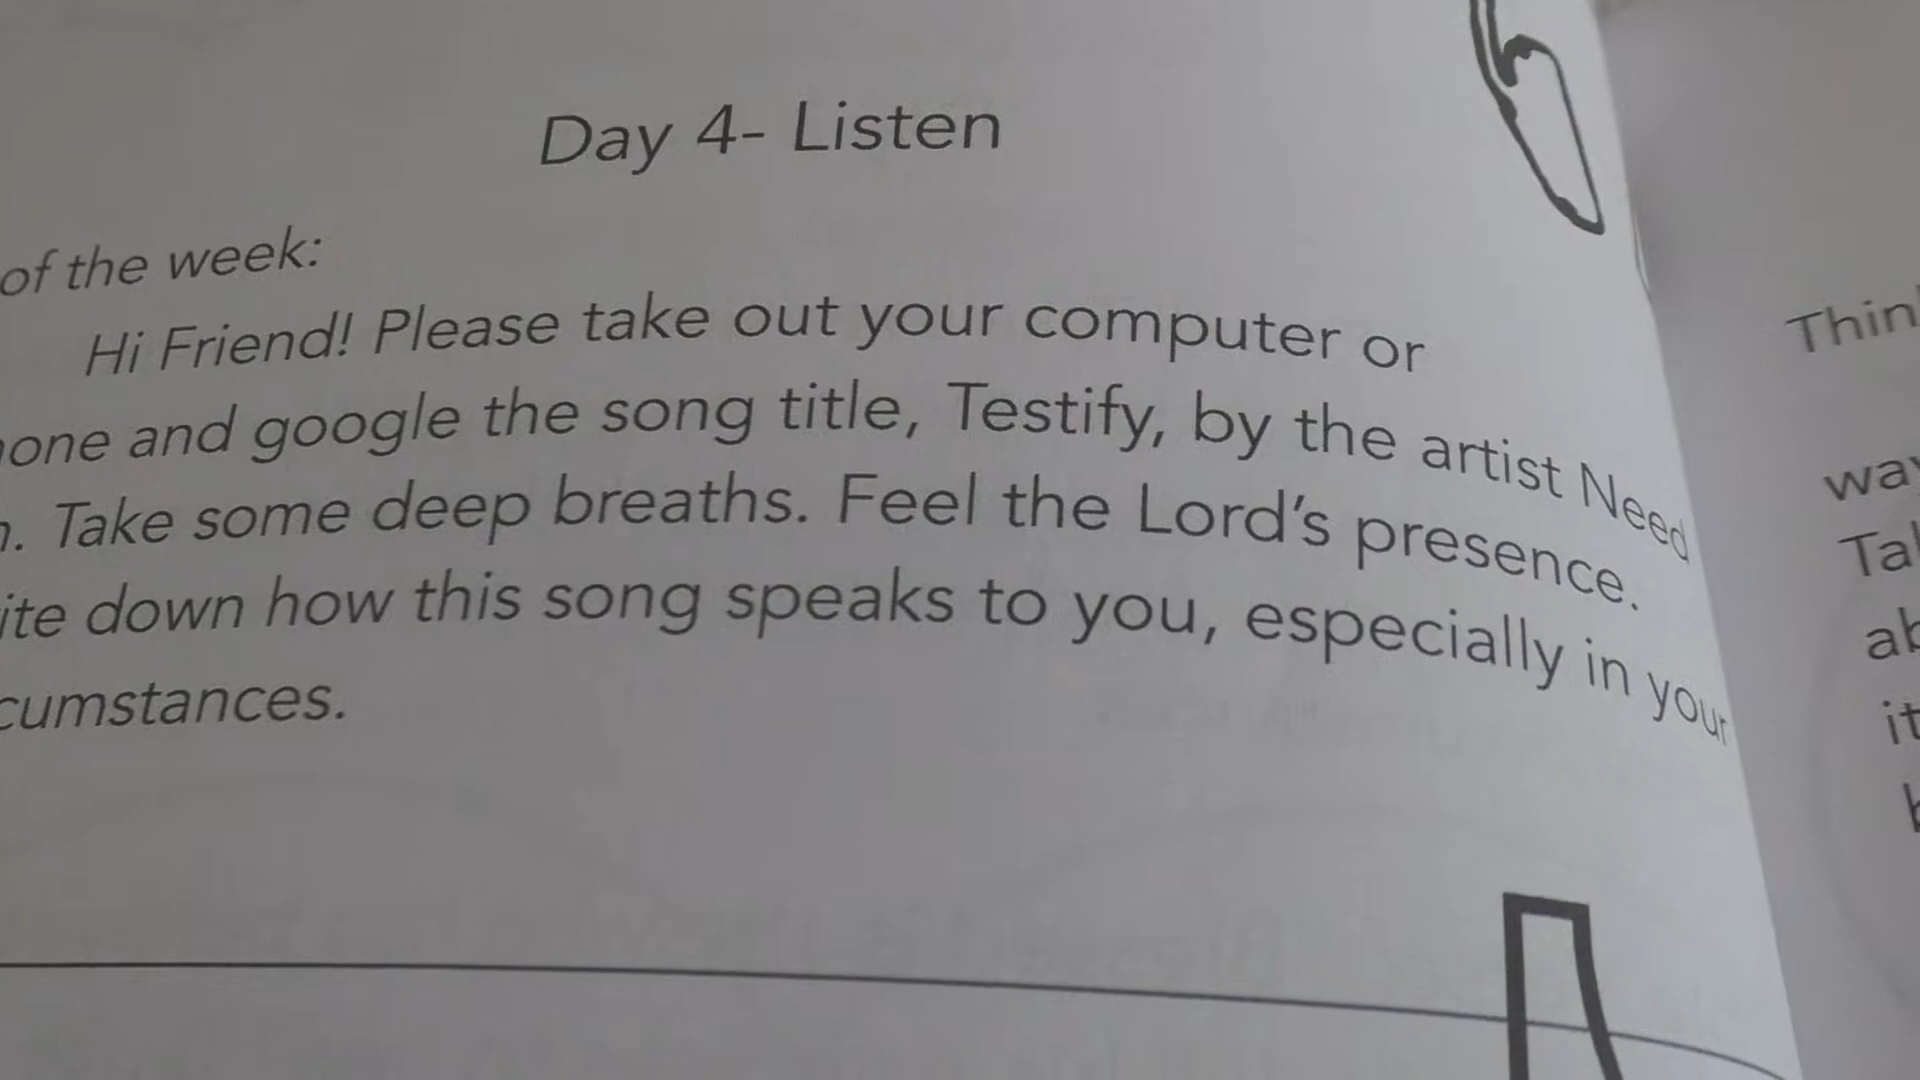 Day 4- Listen
of the week:
Hi Friend! Please take out your computer or
one and google the song title, Testify, by the artist Need
. Take some deep breaths. Feel the Lord's presence.
ite down how this song speaks to you, especially in your
cumstances.
Thin
way
Tal
ab
it